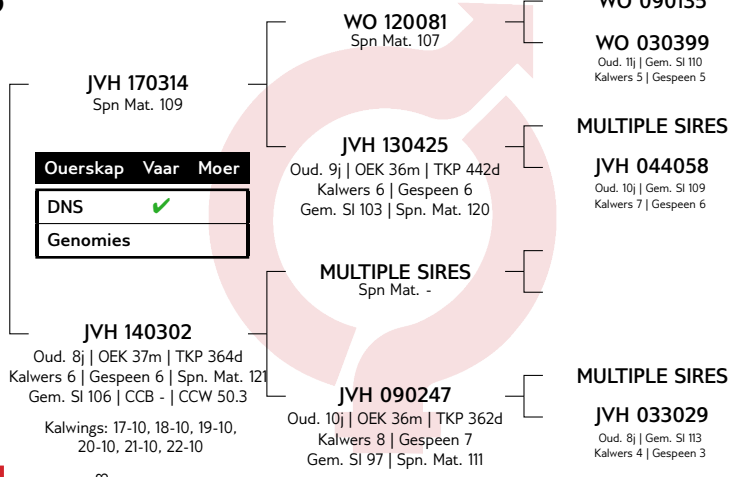 WO 090135
WO 120081
Spn Mat. 107
WO 030399
Oud. 11j | Gem. SI 110
Kalwers 5 | Gespeen 5
JVH 170314
Spn Mat. 109
MULTIPLE SIRES
JVH 130425
Oud. 9j | OEK 36m | TKP 442d
Kalwers 6 | Gespeen 6
Gem. SI 103 | Spn. Mat. 120
JVH 044058
Oud. 10j | Gem. SI 109
Kalwers 7 | Gespeen 6
Ouerskap Vaar Moer
DNS ✔
Genomies
MULTIPLE SIRES
Spn Mat. -
JVH 140302
Oud. 8j | OEK 37m | TKP 364d
Kalwers 6 | Gespeen 6 | Spn. Mat. 121
Gem. SI 106 | CCB - | CCW 50.3
Kalwings: 17-10, 18-10, 19-10,
20-10, 21-10, 22-10
MULTIPLE SIRES
JVH 090247
Oud. 10j | OEK 36m | TKP 362d
Kalwers 8 | Gespeen 7
Gem. SI 97 | Spn. Mat. 111
JVH 033029
Oud. 8j | Gem. SI 113
Kalwers 4 | Gespeen 3